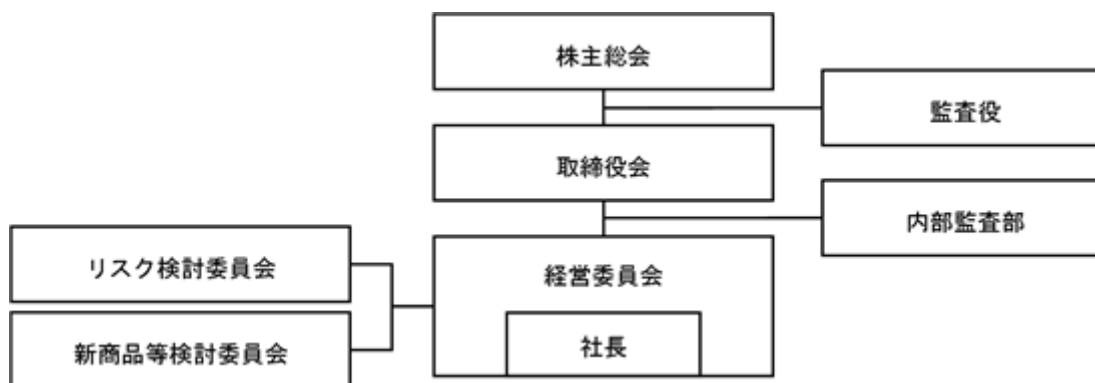 株主総会
監査役
取締役会
内部監査部
リスク検討委員会
経営委員会
新商品等検討委員会
社長